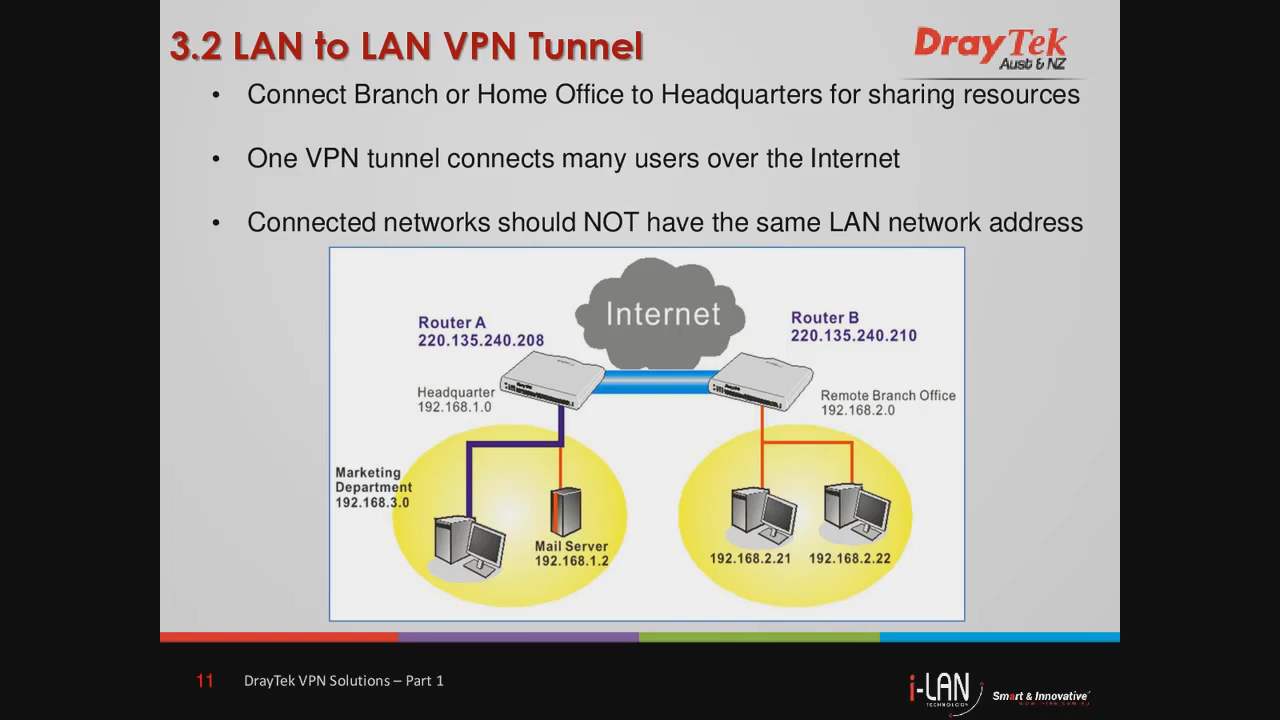 3.2 LAN to LAN VPN Tunnel
DrayTek
Aust & NZ
• Connect Branch or Home Office to Headquarters for sharing resources
• One VPN tunnel connects many users over the Internet
• Connected networks should NOT have the same LAN network address
Internet
Router A
220.135.240.208
Router B
220.135.240.210
Headquarter
192.168.1.0
Remote Branch Office
192.168.2.0
Marketing
Department
192.168.3.0
Mail Server
192.168.1.2
192.168.2.21
192.168.2.22
11
DrayTek VPN Solutions – Part 1
i-LAN
TECHNOLOGY
Smart & Innovative